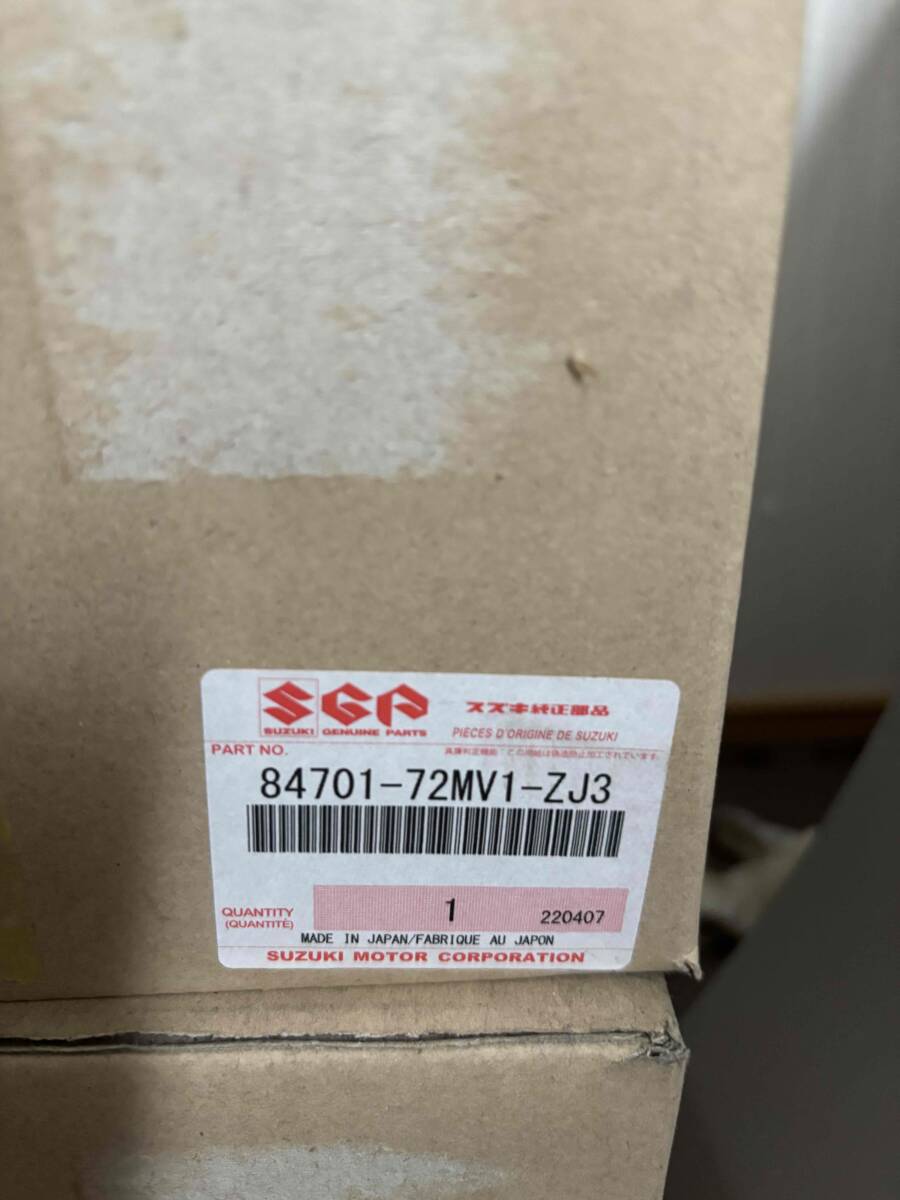 SGP
スズキ純正部品
SUZUKI GENUINE PARTS
PIÈCES D'ORIGINE DE SUZUKI
PART NO.
84701-72MV1-ZJ3
QUANTITY
(QUANTITÉ)
1
220407
MADE IN JAPAN/FABRIQUE AU JAPON
SUZUKI MOTOR CORPORATION